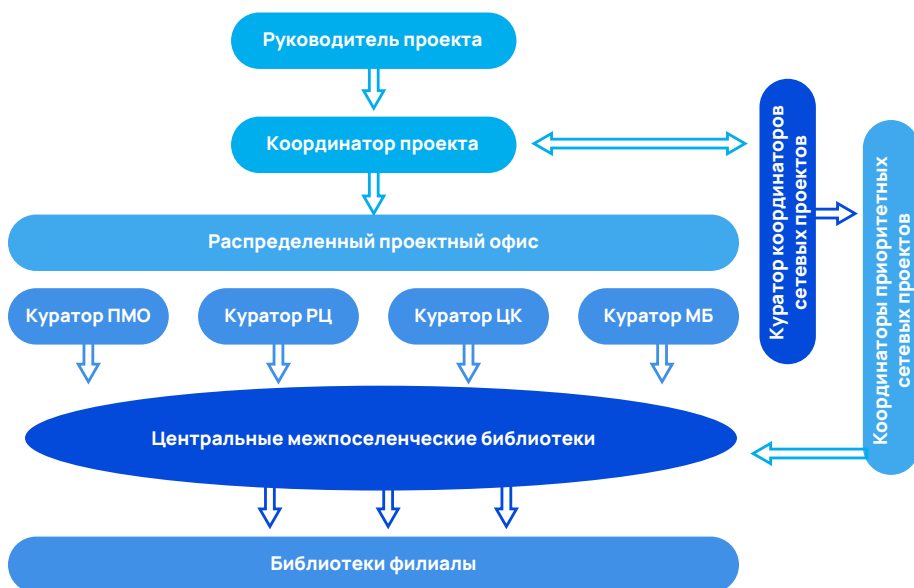 Руководитель проекта
Координатор проекта
Куратор координаторов
сетевых проектов
Координаторы приоритетных
сетевых проектов
Распределенный проектный офис
Куратор ПМО
Куратор РЦ
Куратор ЦК
Куратор МБ
Центральные межпоселенческие библиотеки
Библиотеки филиалы